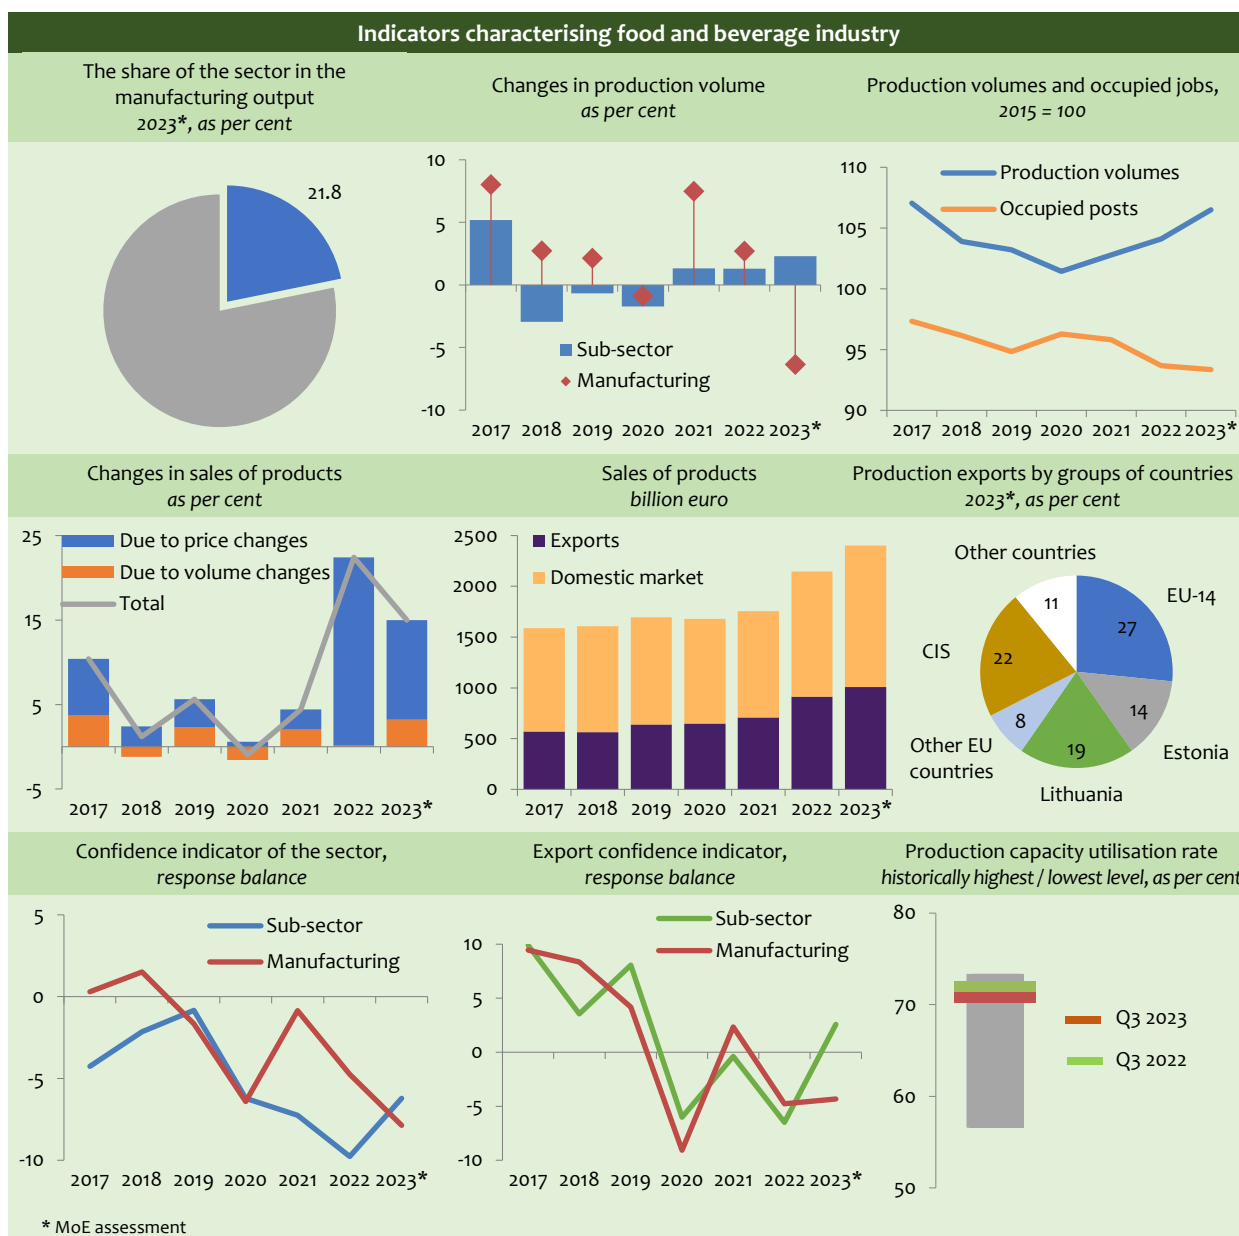 Indicators characterising food and beverage industry
The share of the sector in the
manufacturing output
2023*, as per cent
21.8
Changes in production volume
as per cent
10
5
0
-5
-10
Sub-sector
Manufacturing
2017 2018 2019 2020 2021 2022 2023*
Production volumes and occupied jobs,
2015 = 100
110
105
100
95
90
Production volumes
Occupied posts
2017 2018 2019 2020 2021 2022 2023*
Changes in sales of products
as per cent
25
15
5
-5
Due to price changes
Due to volume changes
Total
2017 2018 2019 2020 2021 2022 2023*
Sales of products
billion euro
2500
2000
1500
1000
500
0
Exports
Domestic market
2017 2018 2019 2020 2021 2022 2023*
Production exports by groups of countries
2023*, as per cent
Other countries
11
EU-14
27
CIS
22
14
Estonia
8
Other EU
countries
19
Lithuania
Confidence indicator of the sector,
response balance
5
0
-5
-10
Sub-sector
Manufacturing
2017 2018 2019 2020 2021 2022 2023*
Export confidence indicator,
response balance
10
5
0
-5
-10
Sub-sector
Manufacturing
2017 2018 2019 2020 2021 2022 2023*
Production capacity utilisation rate
historically highest / lowest level, as per cent
80
70
60
50
Q3 2023
Q3 2022
* MoE assessment